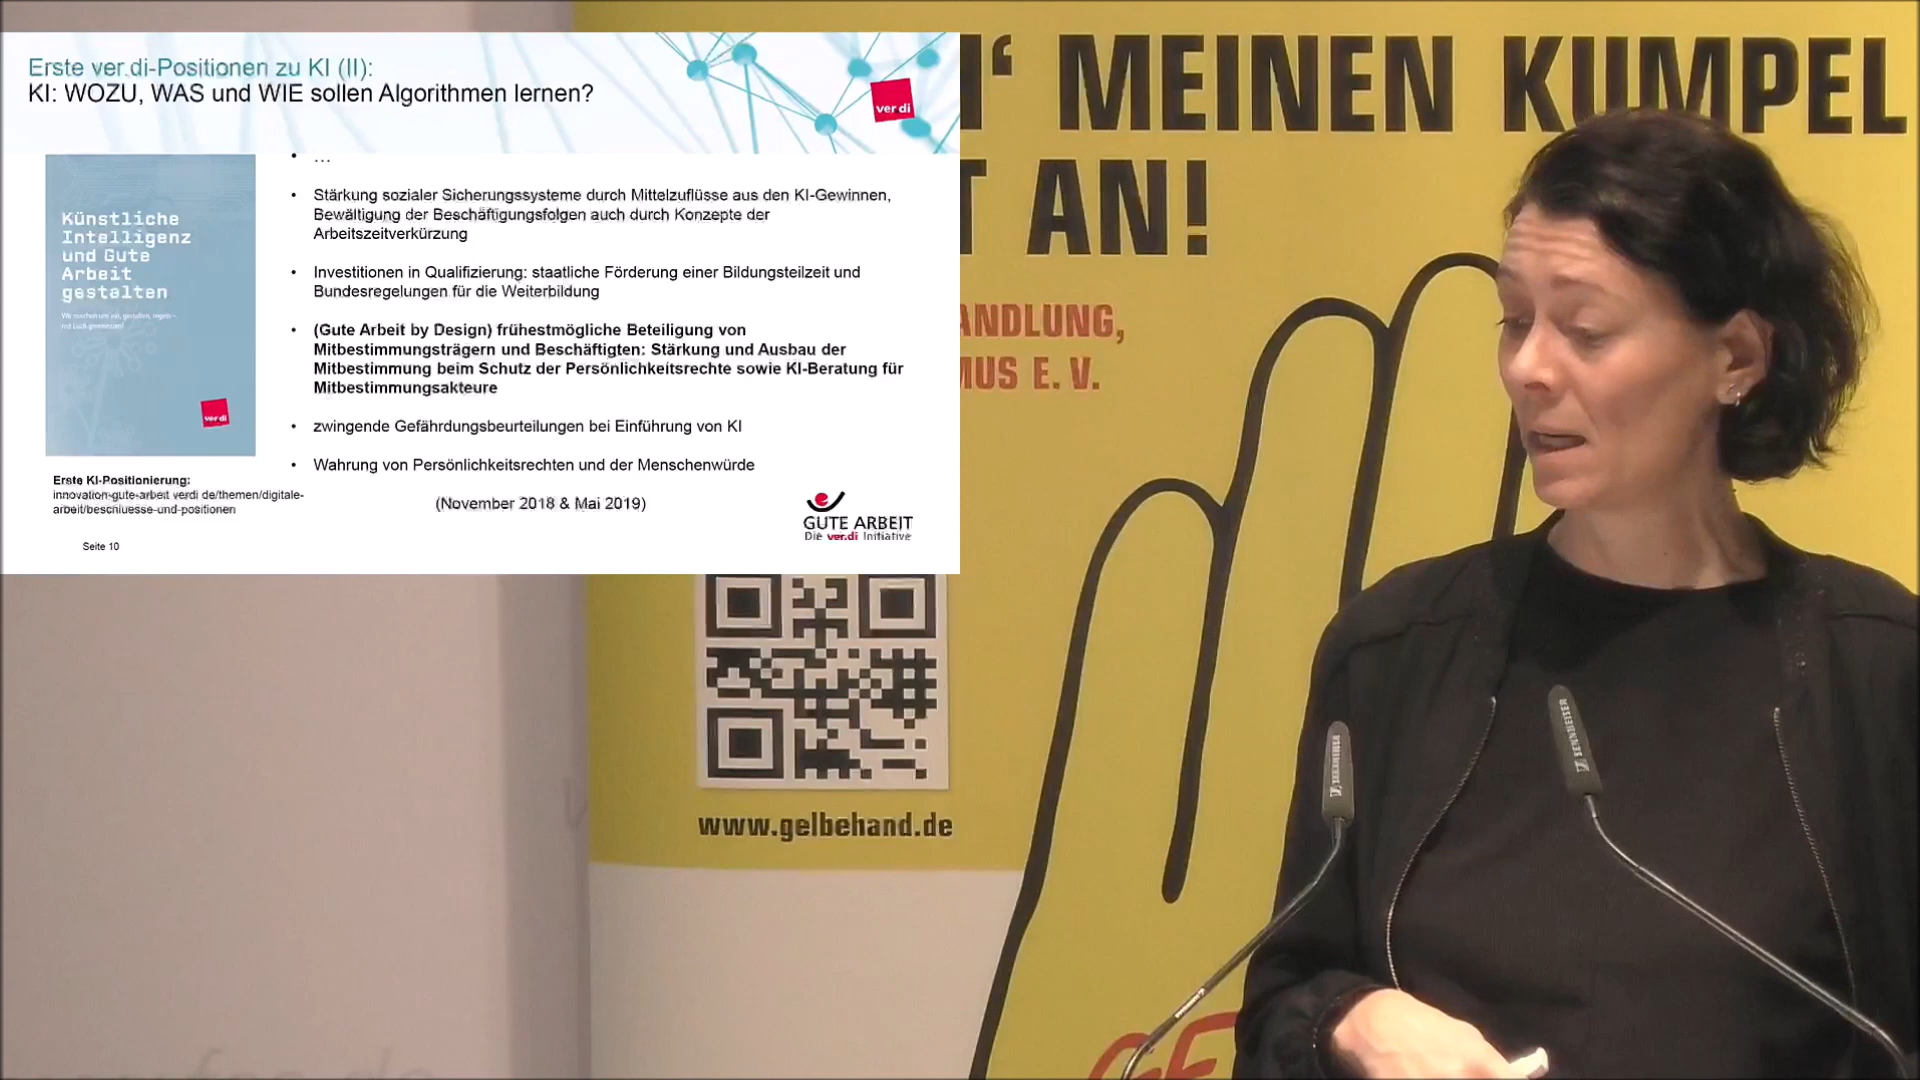 Erste ver.di-Positionen zu KI (II):
KI: WOZU, WAS und WIE sollen Algorithmen lernen?
ver di
Künstliche
Intelligenz
und Gute
Arbeit
gestalten
ver di
Erste KI-Positionierung:
innovation-gute-arbeit verdi de/themen/digitale-
arbeit/beschluesse-und-positionen
Seite 10
• ...
• Stärkung sozialer Sicherungssysteme durch Mittelzuflüsse aus den KI-Gewinnen,
Bewältigung der Beschäftigungsfolgen auch durch Konzepte der
Arbeitszeitverkürzung
• Investitionen in Qualifizierung: staatliche Förderung einer Bildungsteilzeit und
Bundesregelungen für die Weiterbildung
• (Gute Arbeit by Design) frühestmögliche Beteiligung von
Mitbestimmungsträgern und Beschäftigten: Stärkung und Ausbau der
Mitbestimmung beim Schutz der Persönlichkeitsrechte sowie KI-Beratung für
Mitbestimmungsakteure
• zwingende Gefährdungsbeurteilungen bei Einführung von KI
• Wahrung von Persönlichkeitsrechten und der Menschenwürde
(November 2018 & Mai 2019)
GUTE ARBEIT
Die ver.di Initiative
‘ MEINEN KUMPEL
T AN!
ANDLUNG,
MUS E. V.
www.gelbehand.de
GE
SENNHEISER
SENNHEISER